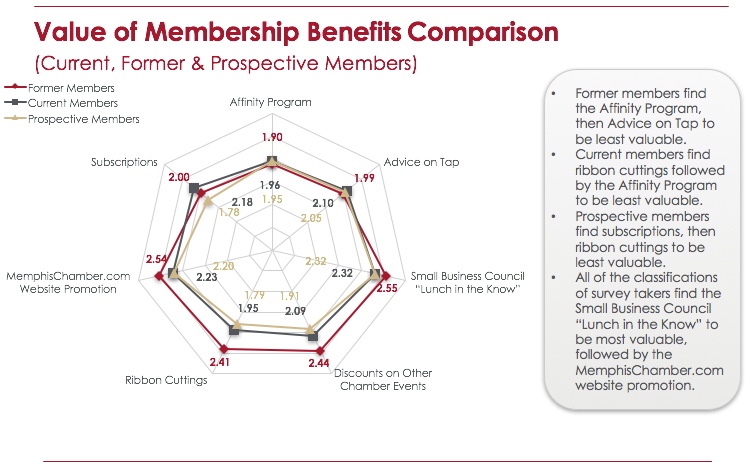 Value of Membership Benefits Comparison
(Current, Former & Prospective Members)
Former Members
Current Members
Prospective Members
Affinity Program
1.90
Subscriptions
Advice on Tap
2.00
1.99
1.96
1.95
2.18
2.10
1.78
2.05
2.54
MemphisChamber.com
Website Promotion
2.20
2.23
2.32
2.32
Small Business Council
“Lunch in the Know”
2.55
1.79
1.91
1.95
2.09
2.41
2.44
Ribbon Cuttings
Discounts on Other
Chamber Events
• Former members find
the Affinity Program,
then Advice on Tap to
be least valuable.
• Current members find
ribbon cuttings followed
by the Affinity Program
to be least valuable.
• Prospective members
find subscriptions, then
ribbon cuttings to be
least valuable.
• All of the classifications
of survey takers find the
Small Business Council
“Lunch in the Know” to
be most valuable,
followed by the
MemphisChamber.com
website promotion.